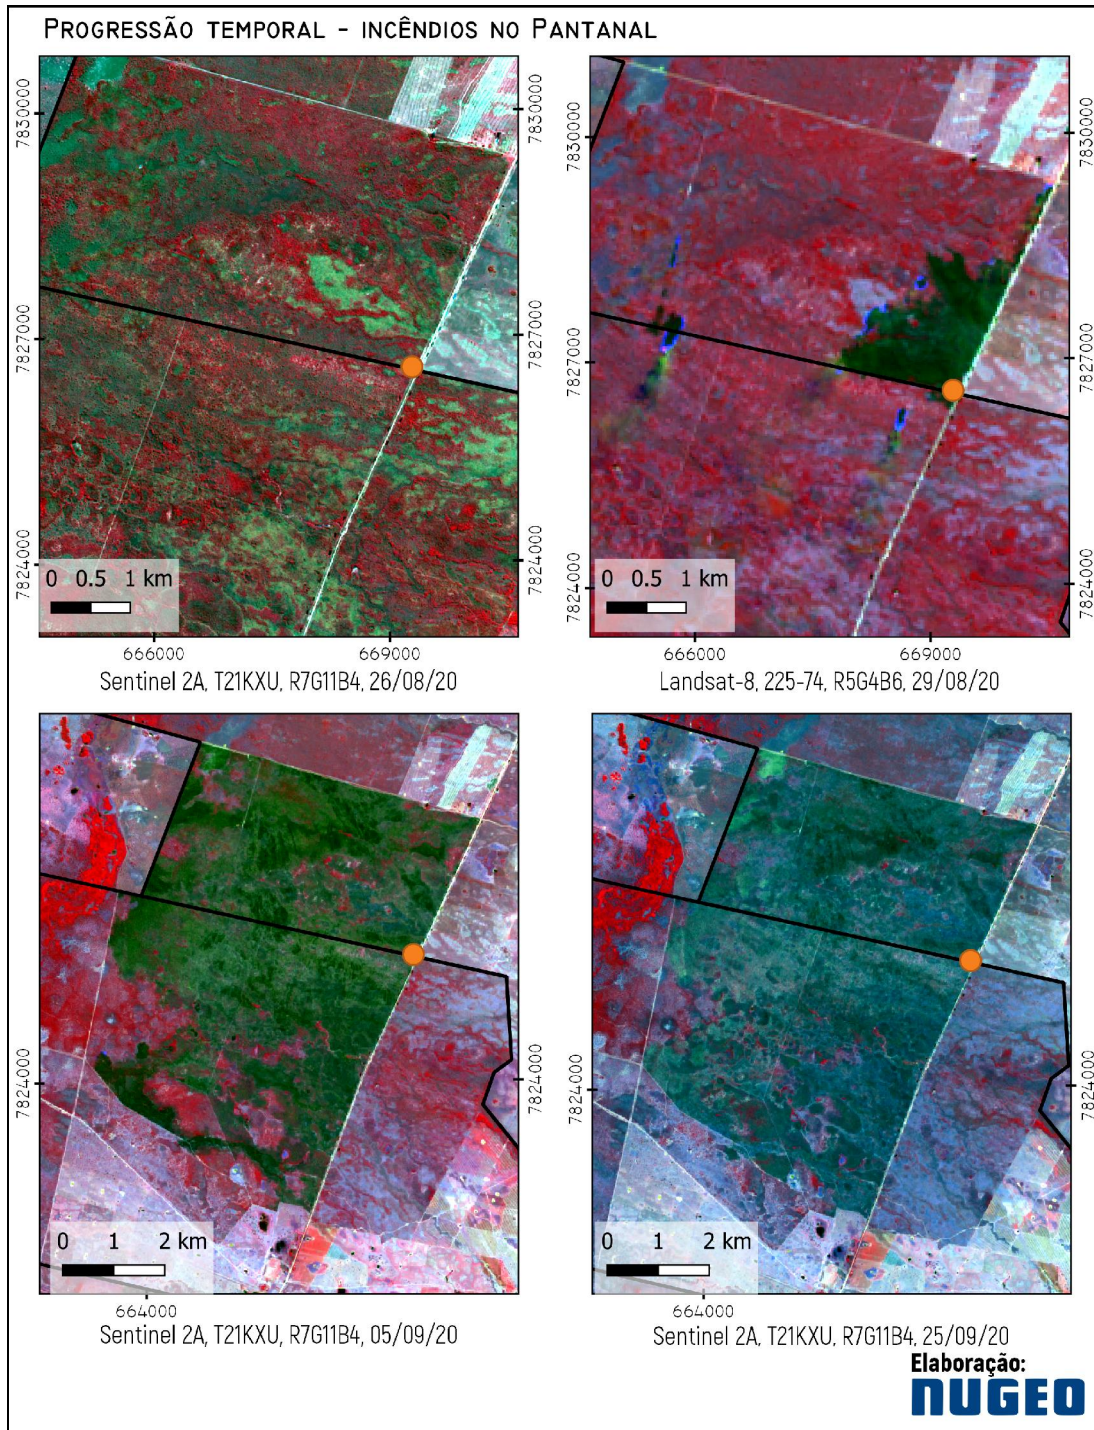 PROGRESSÃO TEMPORAL - INCÊNDIOS NO PANTANAL
7830000
7830000
7830000
7830000
7827000
7827000
7827000
7827000
7824000
7824000
7824000
7824000
0 0.5 1 km
0 0.5 1 km
666000
669000
666000
669000
Sentinel 2A, T21KXU, R7G11B4, 26/08/20
Landsat-8, 225-74, R5G4B6, 29/08/20
7824000
7824000
7824000
7824000
0 1 2 km
0 1 2 km
664000
664000
Sentinel 2A, T21KXU, R7G11B4, 05/09/20
Sentinel 2A, T21KXU, R7G11B4, 25/09/20
Elaboração:
NUGEO